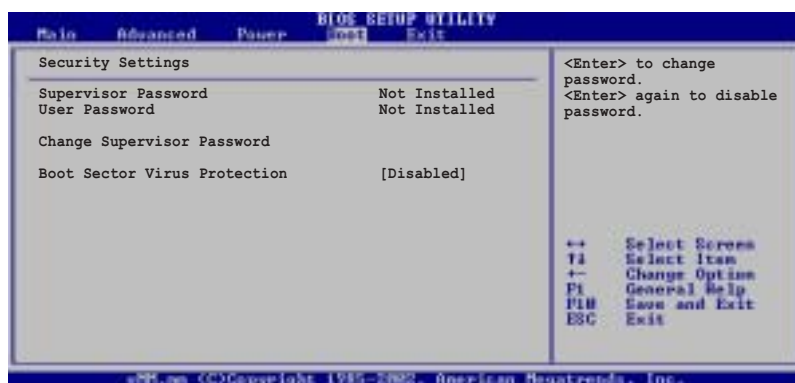 BIOS SETUP UTILITY
Main Advanced Power Boot Exit
Security Settings
Supervisor Password Not Installed
User Password Not Installed
Change Supervisor Password
Boot Sector Virus Protection [Disabled]
<Enter> to change
password.
<Enter> again to disable
password.
↔ Select Screen
↑↓ Select Item
+- Change Option
F1 General Help
F10 Save and Exit
ESC Exit
(C)Copyright 1985-2002, American Megatrends, Inc.